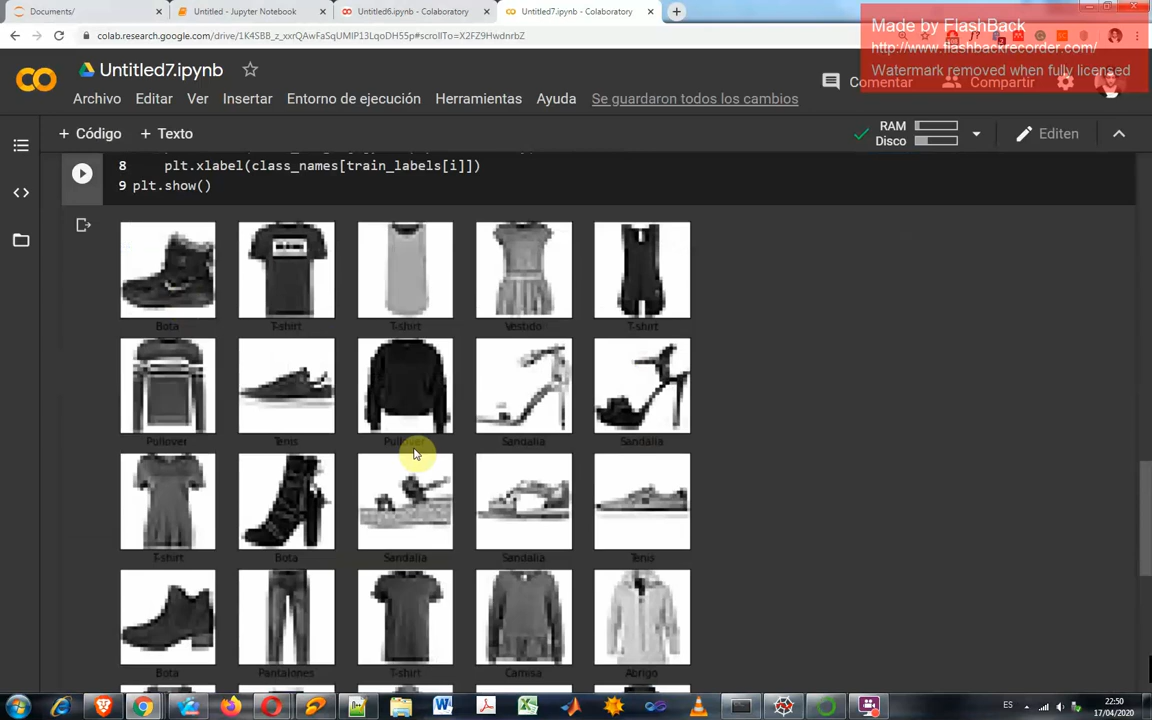 Documents/
Untitled - Jupyter Notebook
Untitled6.ipynb - Colaboratory
Untitled7.ipynb - Colaboratory
Made by FlashBack
http://www.flashbackrecorder.com/
Watermark removed when fully licensed
Untitled7.ipynb
Archivo Editar Ver Insertar Entorno de ejecución Herramientas Ayuda Se guardaron todos los cambios
Comentar
Compartir
+ Código + Texto
RAM
Disco
Editen
8 plt.xlabel(class_names[train_labels[i]])
9 plt.show()
Bota T-shirt T-shirt Vestido T-shirt
Pullover Tenis Pullover Sandalia Sandalia
T-shirt Bota Sandalia Sandalia Tenis
Bota Pantalones T-shirt Camisa Abrigo
ES
22:50
17/04/2020